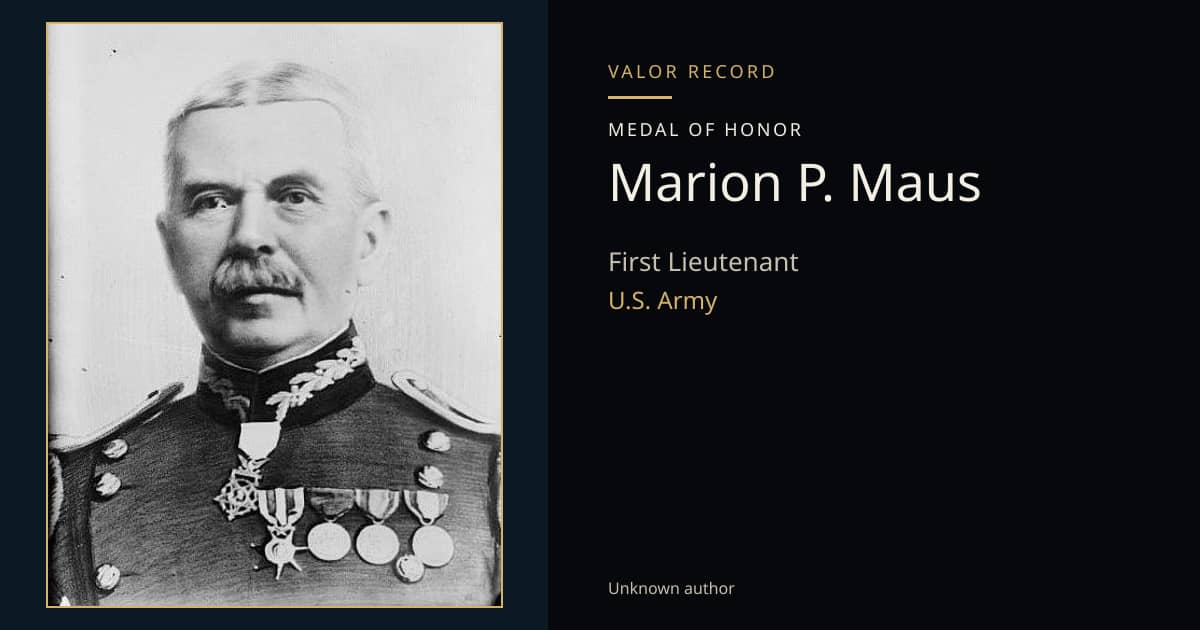 VALOR RECORD
MEDAL OF HONOR
Marion P. Maus
First Lieutenant
U.S. Army
Unknown author